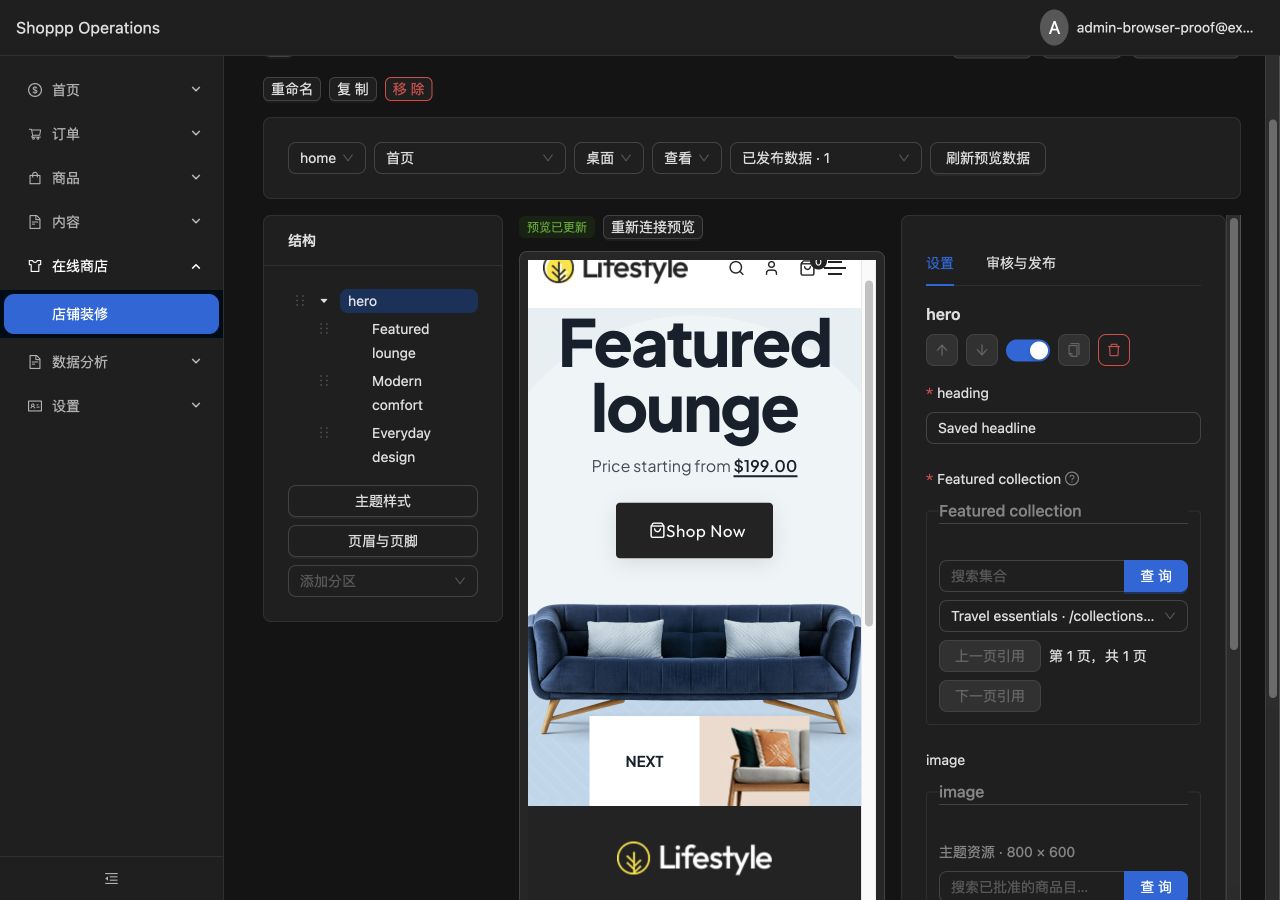 Shoppp Operations
A
admin-browser-proof@ex...
首页
订单
商品
内容
在线商店
店铺装修
数据分析
设置
重命名
复 制
移 除
home
首页
桌面
查看
已发布数据 · 1
刷新预览数据
结构
hero
Featured
lounge
Modern
comfort
Everyday
design
主题样式
页眉与页脚
添加分区
预览已更新
重新连接预览
Lifestyle
0
Featured
lounge
Price starting from $199.00
Shop Now
NEXT
Lifestyle
设置
审核与发布
hero
* heading
Saved headline
* Featured collection
Featured collection
搜索集合
查 询
Travel essentials · /collections...
上一页引用
第 1 页，共 1 页
下一页引用
image
image
主题资源 · 800 × 600
搜索已批准的商品目...
查 询